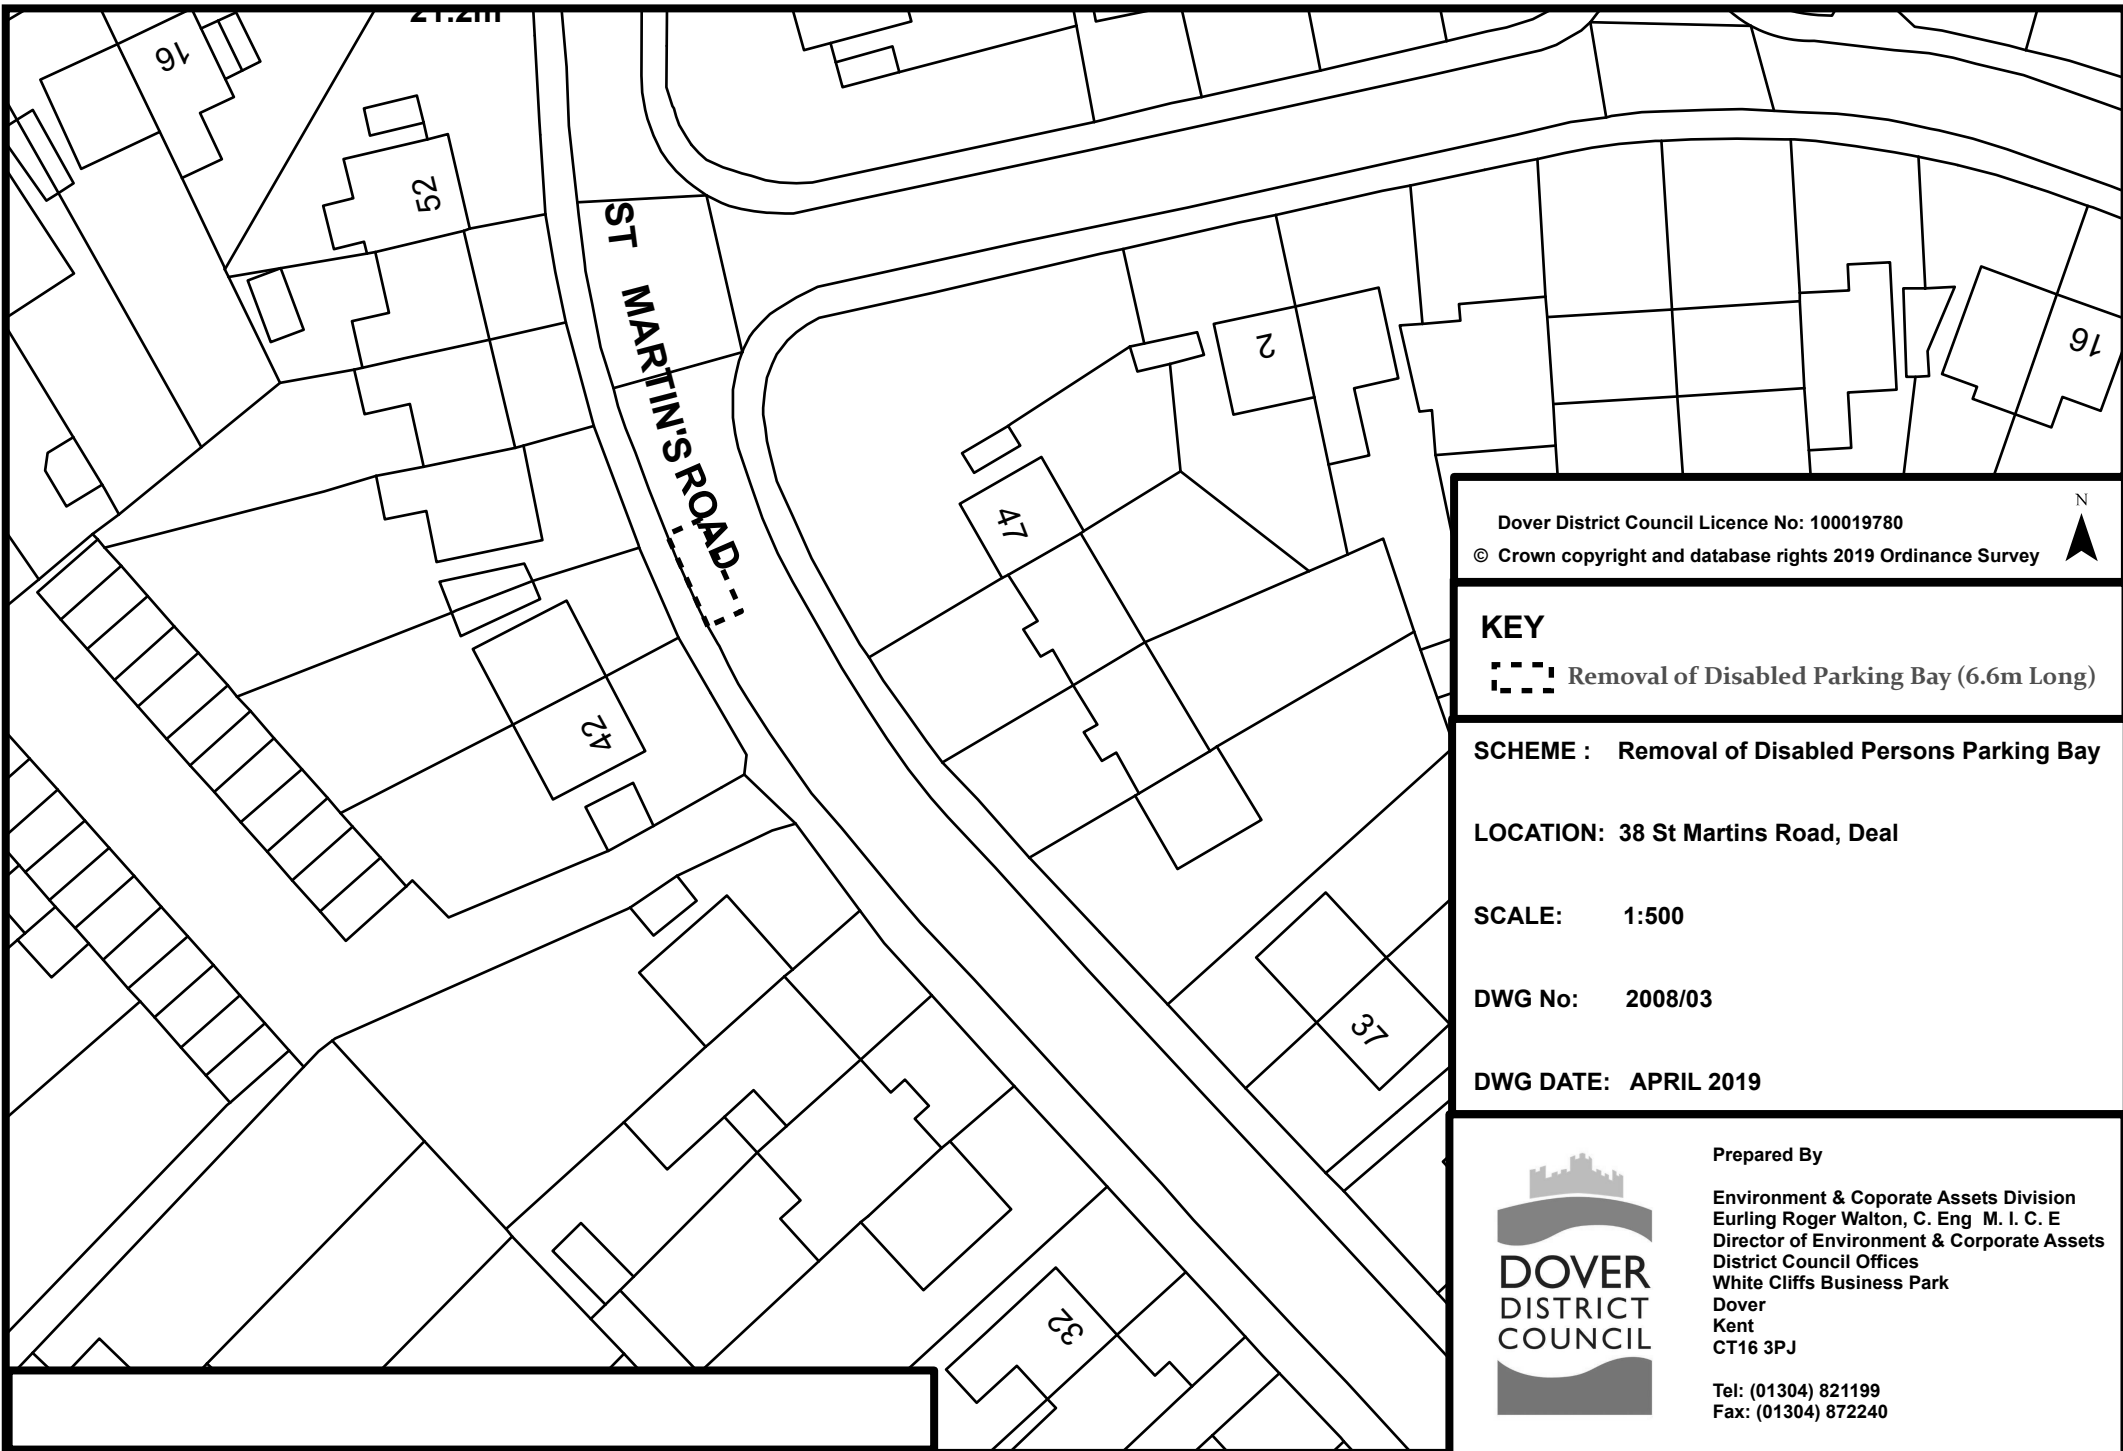 21.2m
16
52
ST MARTIN'S ROAD
2
16
47
42
37
32
Dover District Council Licence No: 100019780
© Crown copyright and database rights 2019 Ordinance Survey
N
KEY
Removal of Disabled Parking Bay (6.6m Long)
SCHEME : Removal of Disabled Persons Parking Bay
LOCATION: 38 St Martins Road, Deal
SCALE: 1:500
DWG No: 2008/03
DWG DATE: APRIL 2019
DOVER
DISTRICT
COUNCIL
Prepared By
Environment & Coporate Assets Division
Eurling Roger Walton, C. Eng M. I. C. E
Director of Environment & Corporate Assets
District Council Offices
White Cliffs Business Park
Dover
Kent
CT16 3PJ
Tel: (01304) 821199
Fax: (01304) 872240